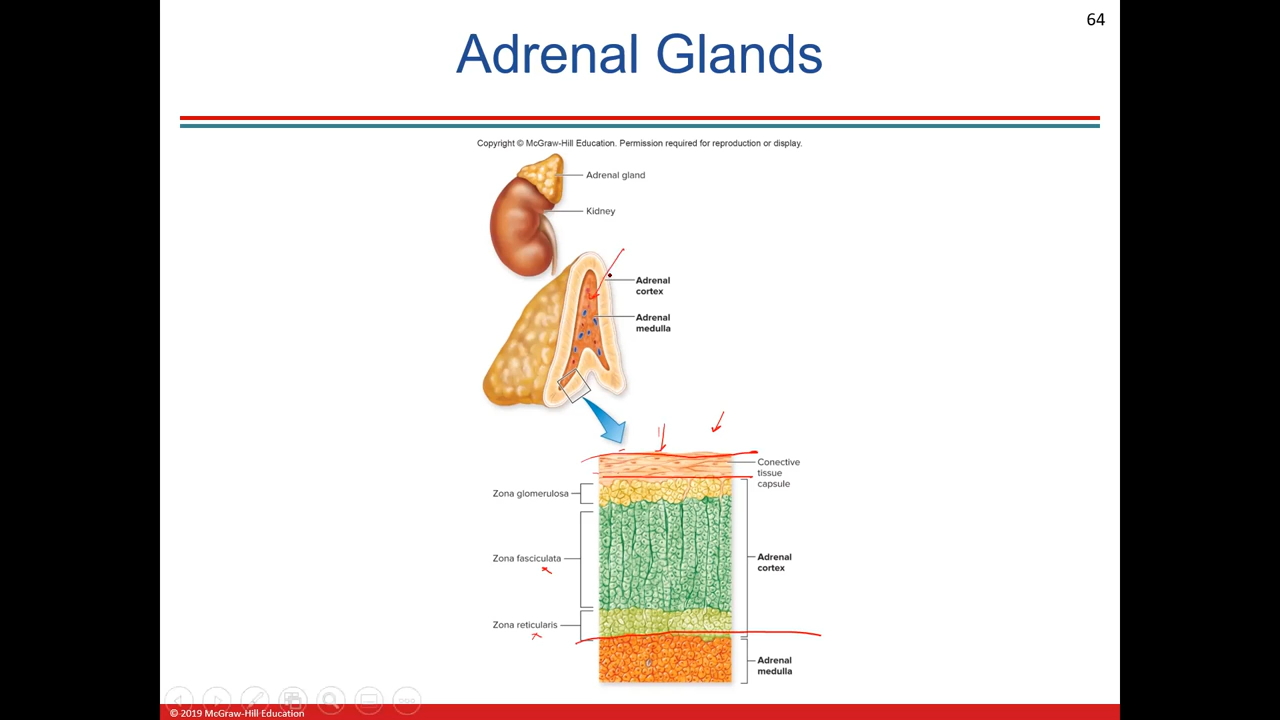 64
Adrenal Glands
Copyright © McGraw-Hill Education. Permission required for reproduction or display.
Adrenal gland
Kidney
Adrenal
cortex
Adrenal
medulla
Conective
tissue
capsule
Zona glomerulosa
Zona fasciculata
Adrenal
cortex
Zona reticularis
Adrenal
medulla
© 2019 McGraw-Hill Education